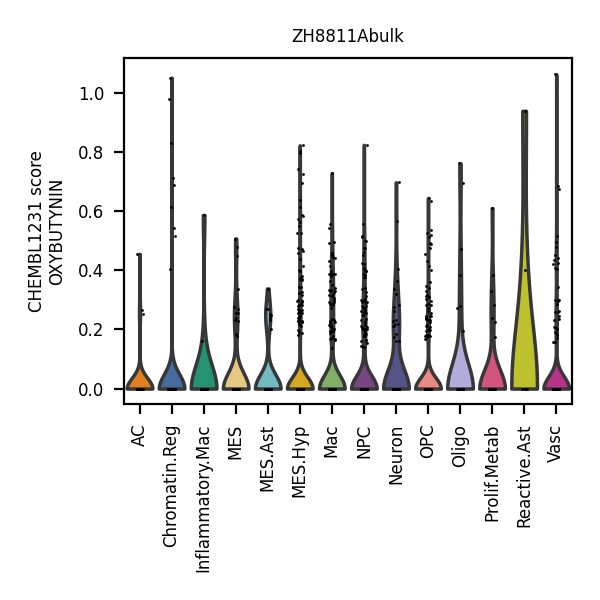 ZH8811Abulk
CHEMBL1231 score
OXYBUTYNIN
1.0
0.8
0.6
0.4
0.2
0.0
AC
Chromatin.Reg
Inflammatory.Mac
MES
MES.Ast
MES.Hyp
Mac
NPC
Neuron
OPC
Oligo
Prolif.Metab
Reactive.Ast
Vasc